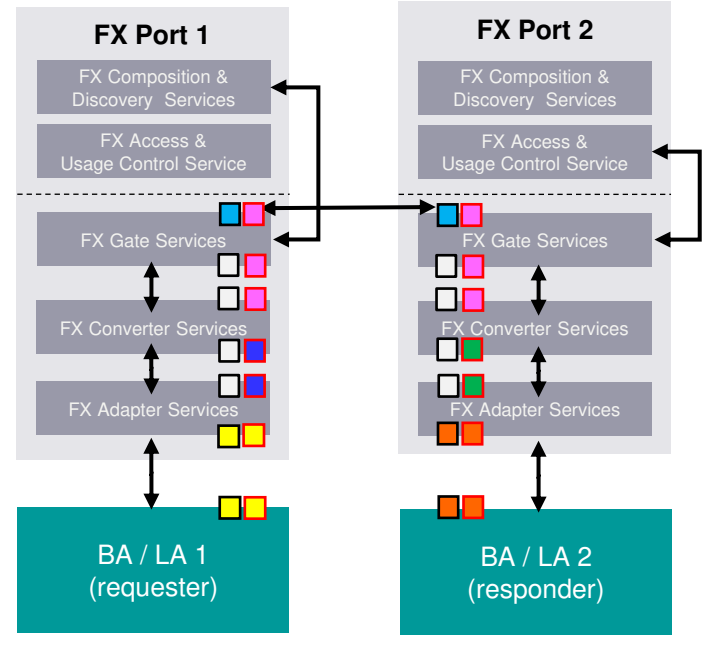 FX Port 1
FX Composition &
Discovery Services
FX Access &
Usage Control Service
FX Gate Services
FX Converter Services
FX Adapter Services
BA / LA 1
(requester)
FX Port 2
FX Composition &
Discovery Services
FX Access &
Usage Control Service
FX Gate Services
FX Converter Services
FX Adapter Services
BA / LA 2
(responder)